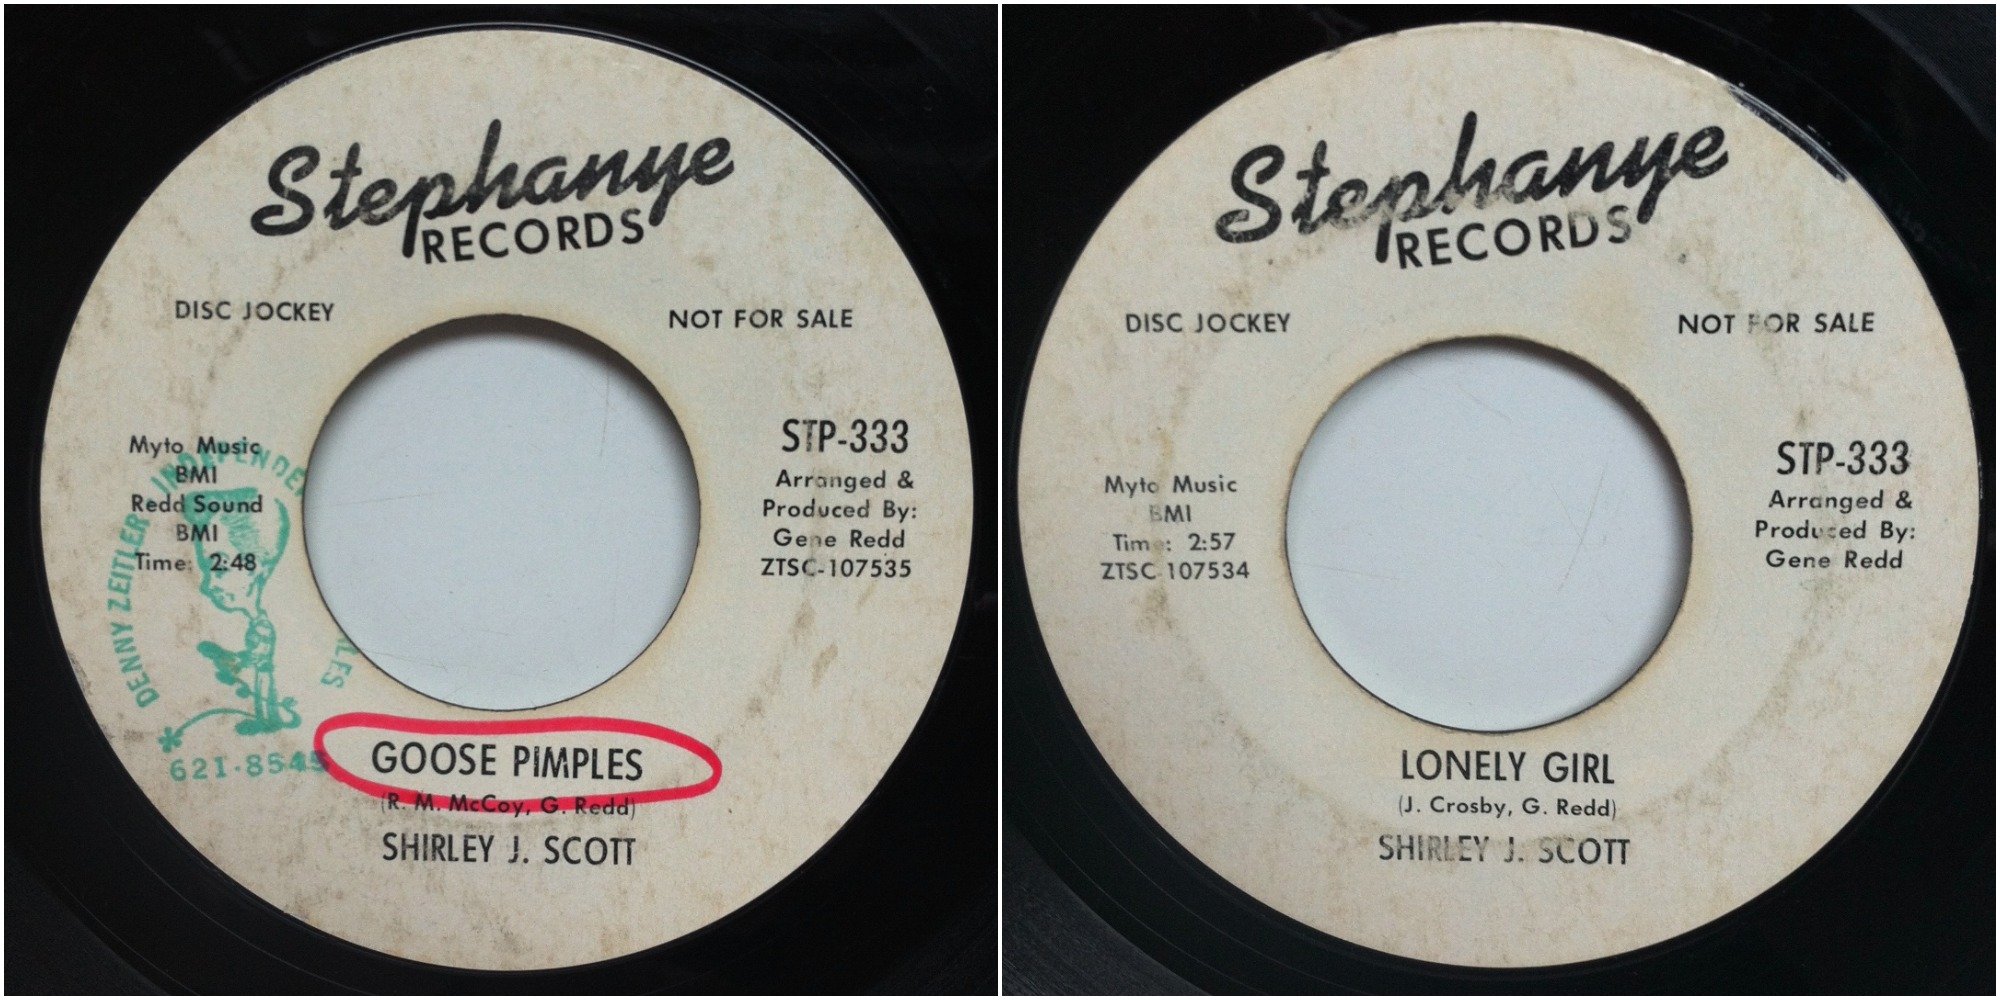 Stephanye
RECORDS
DISC JOCKEY
NOT FOR SALE
Myto Music
BMI
Redd Sound
BMI
Time: 2:48
STP-333
Arranged &
Produced By:
Gene Redd
ZTSC-107535
DENNY ZEITLER
621-8545
GOOSE PIMPLES
(R. M. McCoy, G. Redd)
SHIRLEY J. SCOTT
Stephanye
RECORDS
DISC JOCKEY
NOT FOR SALE
Myto Music
BMI
Time: 2:57
ZTSC 107534
STP-333
Arranged &
Produced By:
Gene Redd
LONELY GIRL
(J. Crosby, G. Redd)
SHIRLEY J. SCOTT